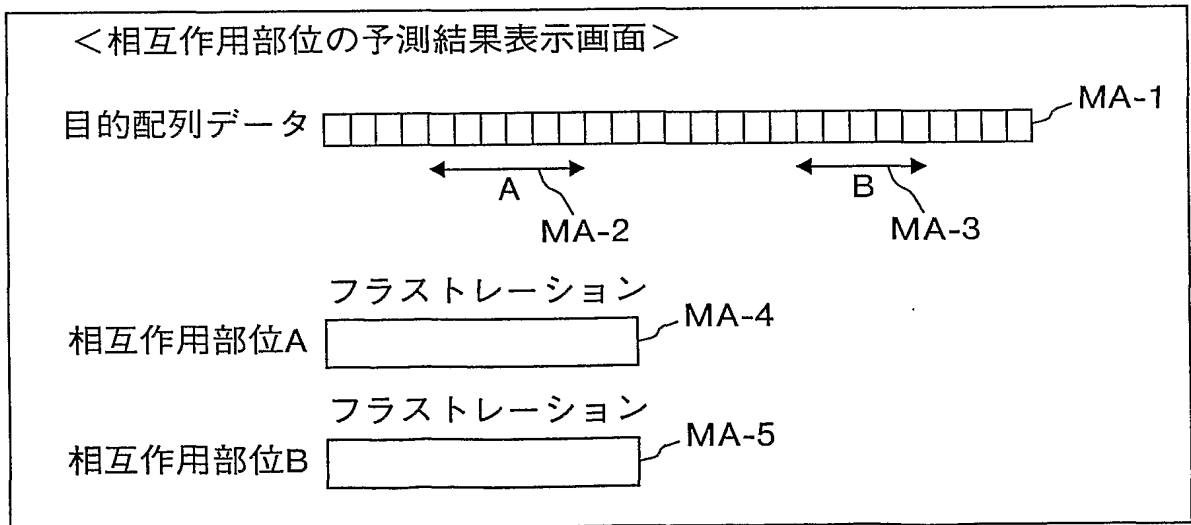 ＜相互作用部位の予測結果表示画面＞
目的配列データ
MA-1
A
B
MA-2
MA-3
フラストレーション
相互作用部位A
MA-4
フラストレーション
相互作用部位B
MA-5